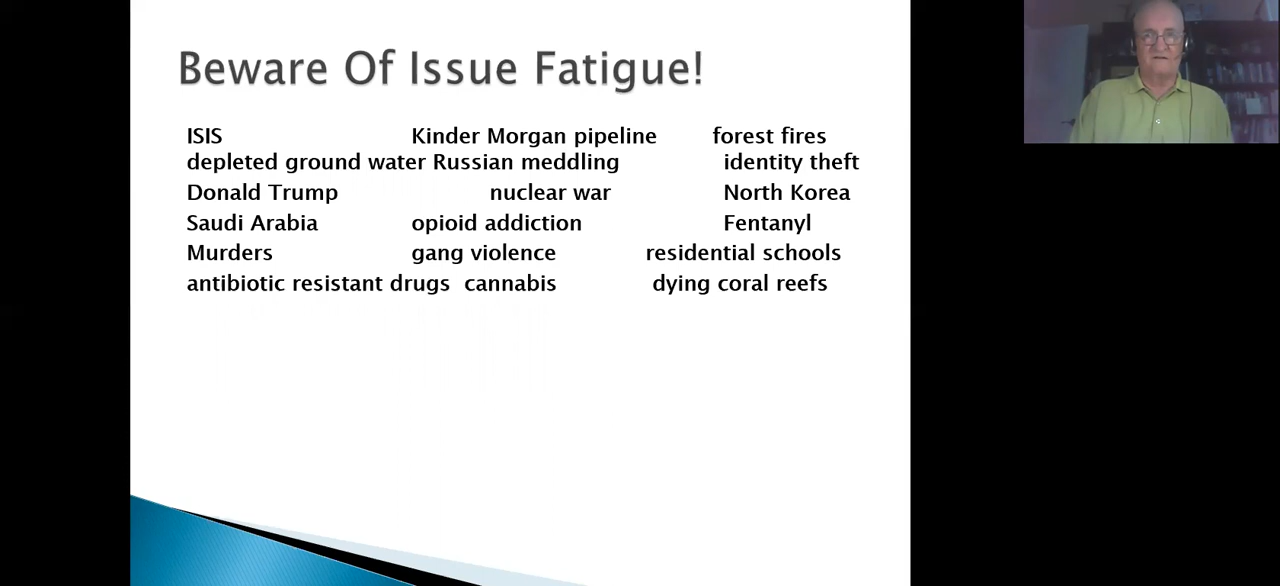 Beware Of Issue Fatigue!
ISIS Kinder Morgan pipeline forest fires
depleted ground water Russian meddling identity theft
Donald Trump nuclear war North Korea
Saudi Arabia opioid addiction Fentanyl
Murders gang violence residential schools
antibiotic resistant drugs cannabis dying coral reefs